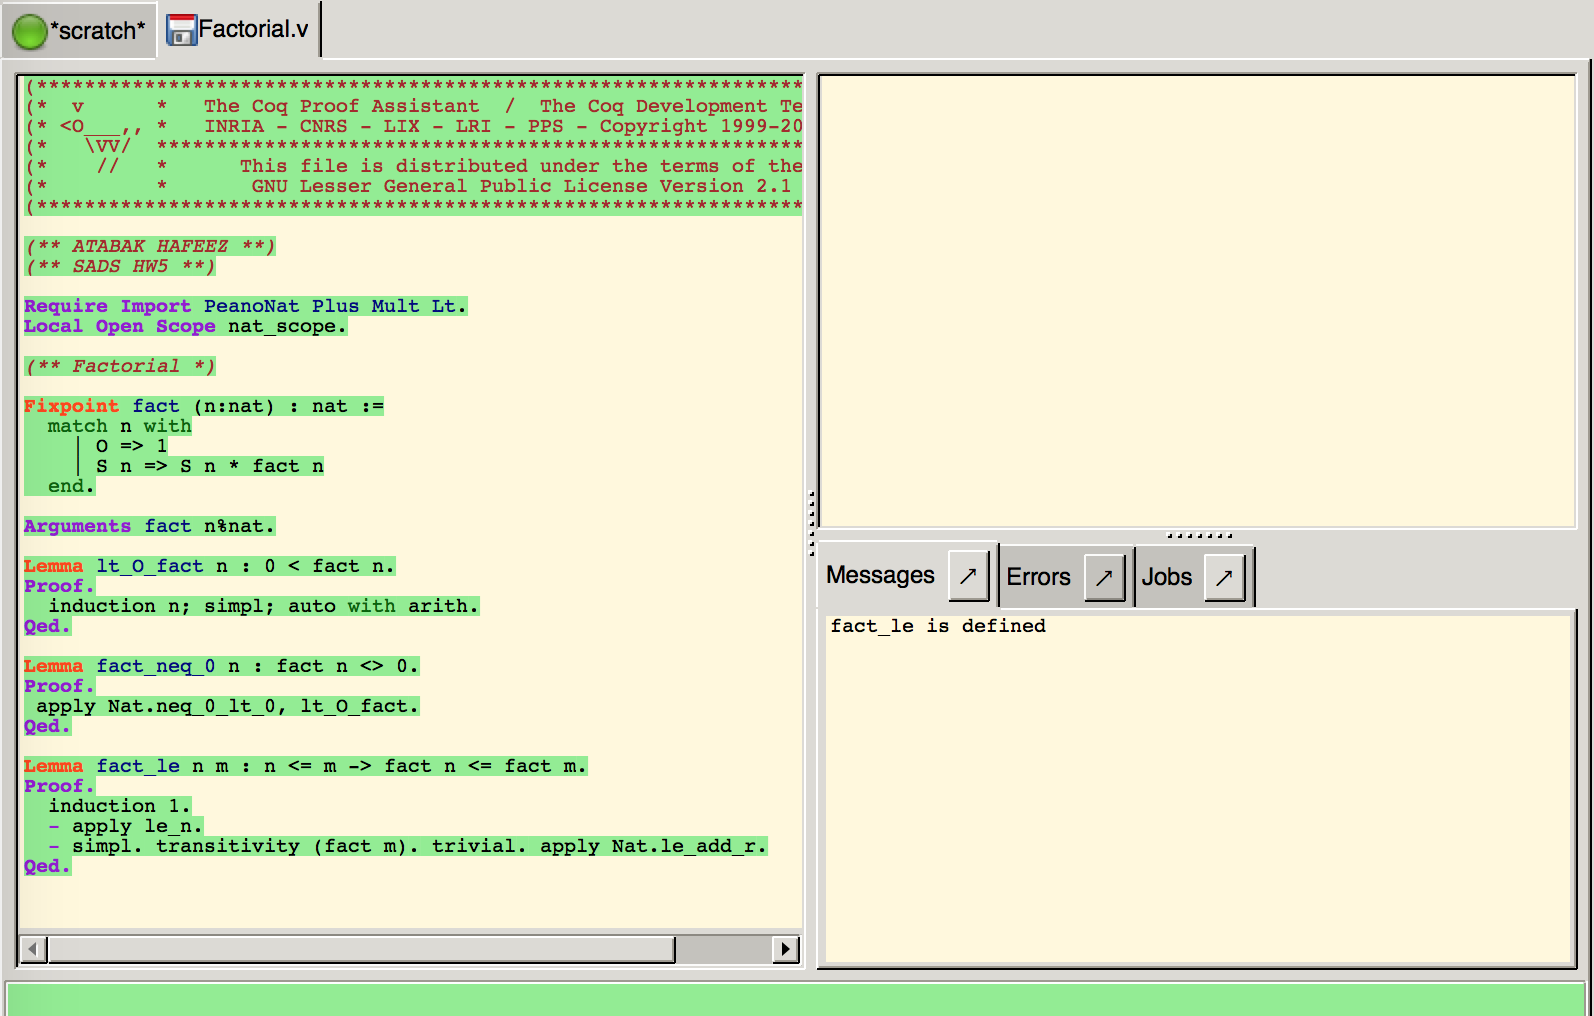 *scratch*
Factorial.v
(****************************************************************
(*  v      *   The Coq Proof Assistant  /  The Coq Development Te
(* <O___,, *   INRIA - CNRS - LIX - LRI - PPS - Copyright 1999-20
(*   \VV/  ******************************************************
(*    //   *      This file is distributed under the terms of the
(*         *       GNU Lesser General Public License Version 2.1
(****************************************************************
(** ATABAK HAFEEZ **)
(** SADS HW5 **)
Require Import PeanoNat Plus Mult Lt.
Local Open Scope nat_scope.
(** Factorial *)
Fixpoint fact (n:nat) : nat :=
  match n with
    | O => 1
    | S n => S n * fact n
  end.
Arguments fact n%nat.
Lemma lt_O_fact n : 0 < fact n.
Proof.
  induction n; simpl; auto with arith.
Qed.
Lemma fact_neq_0 n : fact n <> 0.
Proof.
 apply Nat.neq_0_lt_0, lt_O_fact.
Qed.
Lemma fact_le n m : n <= m -> fact n <= fact m.
Proof.
  induction 1.
  - apply le_n.
  - simpl. transitivity (fact m). trivial. apply Nat.le_add_r.
Qed.
Messages ↗ Errors ↗ Jobs ↗
fact_le is defined